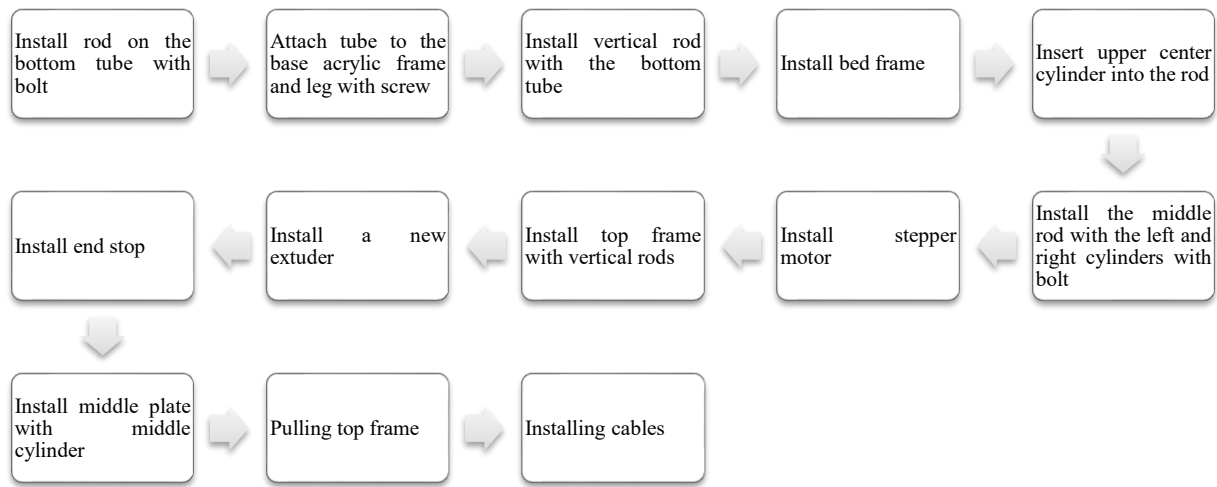 Install rod on the
bottom tube with
bolt
Attach tube to the
base acrylic frame
and leg with screw
Install vertical rod
with the bottom
tube
Install bed frame
Insert upper center
cylinder into the rod
Install the middle
rod with the left and
right cylinders with
bolt
Install stepper
motor
Install top frame
with vertical rods
Install a new
extuder
Install end stop
Install middle plate
with middle
cylinder
Pulling top frame
Installing cables